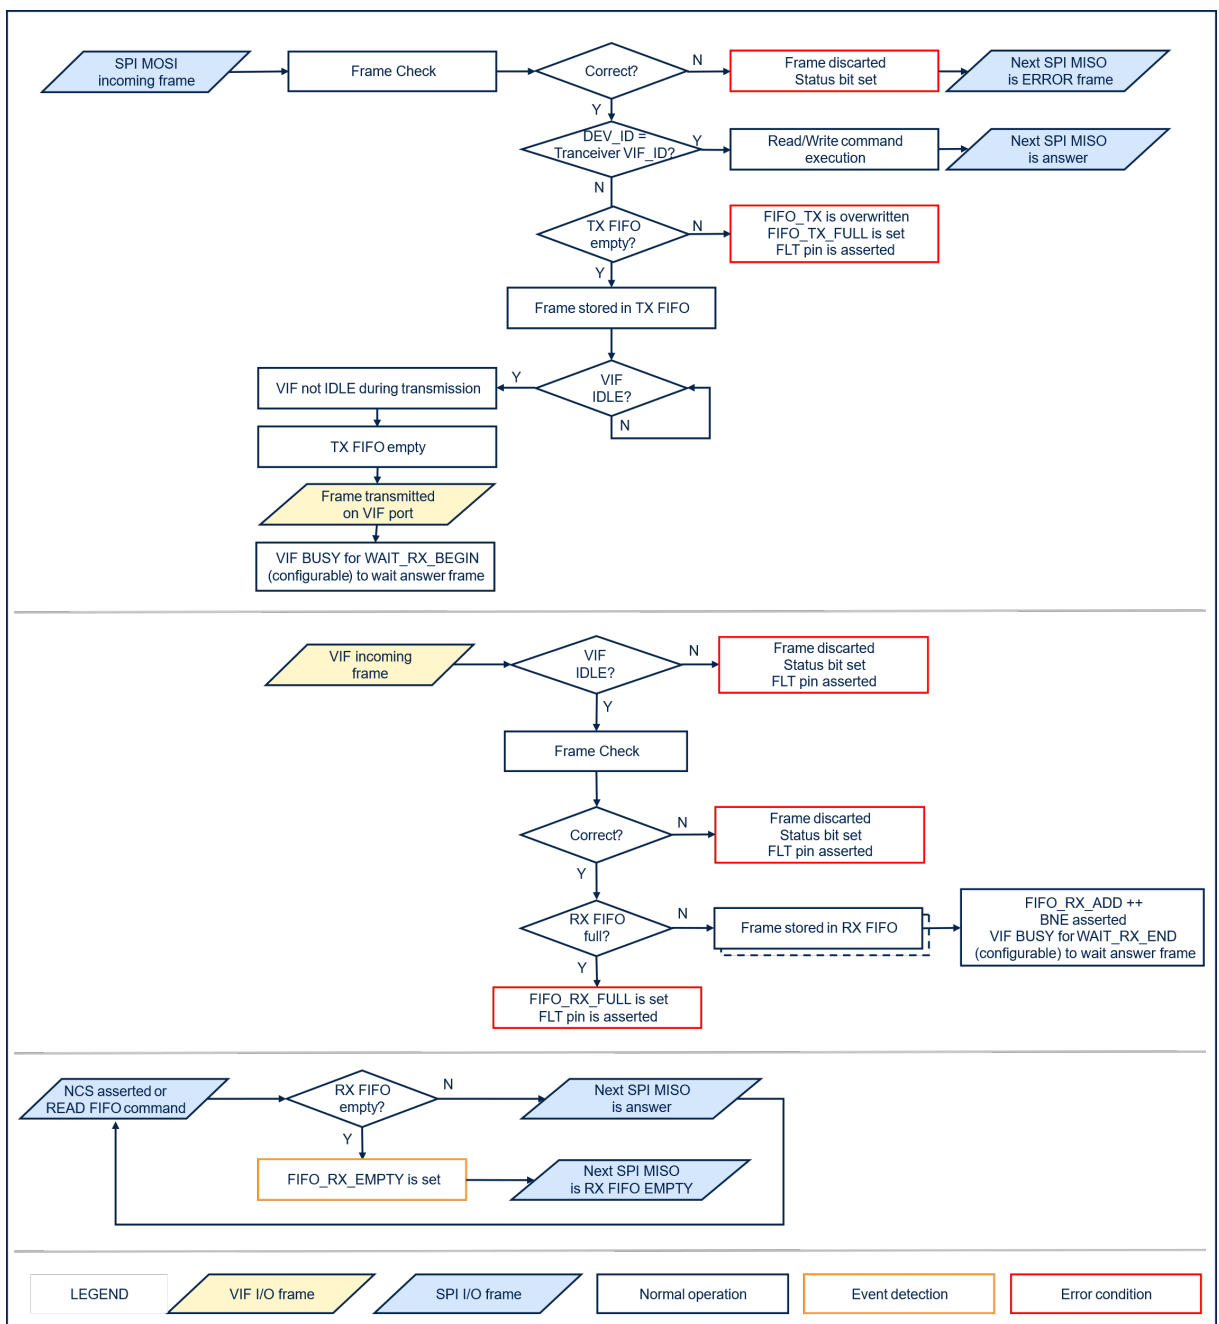 SPI MOSI
incoming frame
Frame Check
Correct?
N
Frame discarded
Status bit set
Next SPI MISO
is ERROR frame
Y
DEV_ID =
Tranceiver VIF_ID?
Y
Read/Write command
execution
Next SPI MISO
is answer
N
TX FIFO
empty?
N
FIFO_TX is overwritten
FIFO_TX_FULL is set
FLT pin is asserted
Y
Frame stored in TX FIFO
VIF
IDLE?
Y
N
VIF not IDLE during transmission
TX FIFO empty
Frame transmitted
on VIF port
VIF BUSY for WAIT_RX_BEGIN
(configurable) to wait answer frame
VIF incoming
frame
VIF
IDLE?
N
Frame discarted
Status bit set
FLT pin asserted
Y
Frame Check
Correct?
N
Frame discarted
Status bit set
FLT pin asserted
Y
RX FIFO
full?
N
Frame stored in RX FIFO
FIFO_RX_ADD ++
BNE asserted
VIF BUSY for WAIT_RX_END
(configurable) to wait answer frame
Y
FIFO_RX_FULL is set
FLT pin is asserted
NCS asserted or
READ FIFO command
RX FIFO
empty?
N
Next SPI MISO
is answer
Y
FIFO_RX_EMPTY is set
Next SPI MISO
is RX FIFO EMPTY
LEGEND
VIF I/O frame
SPI I/O frame
Normal operation
Event detection
Error condition